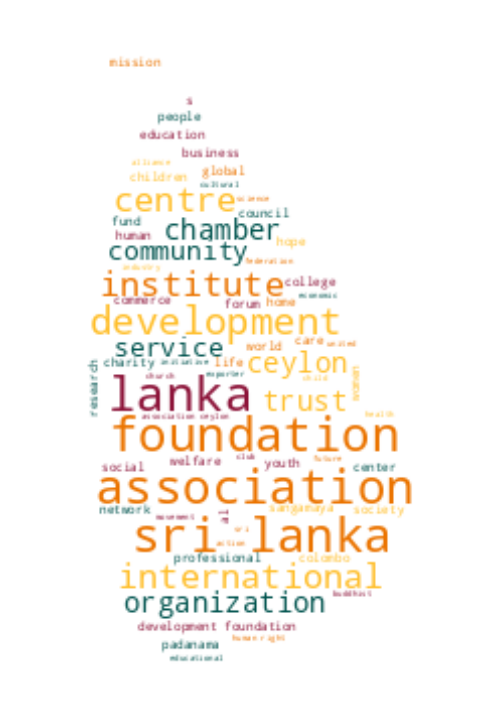 mission
s
people
education
business
alliance
children global
cultural
centre science
fund council
human chamber hope
community federation
industry
institute college
commerce forum home economic
development
service world care united
charity initiative life ceylon
research church exporter child women
lanka trust
association ceylon health
foundation
social welfare club youth future center
association
network sangamaya society
movement
sri lanka
sri
action
professional colombo
international
organization buddhist
development foundation
padanama human right
educational